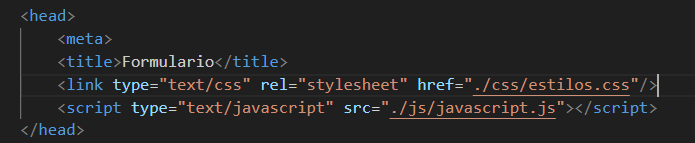 <head>
<meta>
<title>Formulario</title>
<link type="text/css" rel="stylesheet" href="./css/estilos.css"/>
<script type="text/javascript" src="./js/javascript.js"></script>
</head>